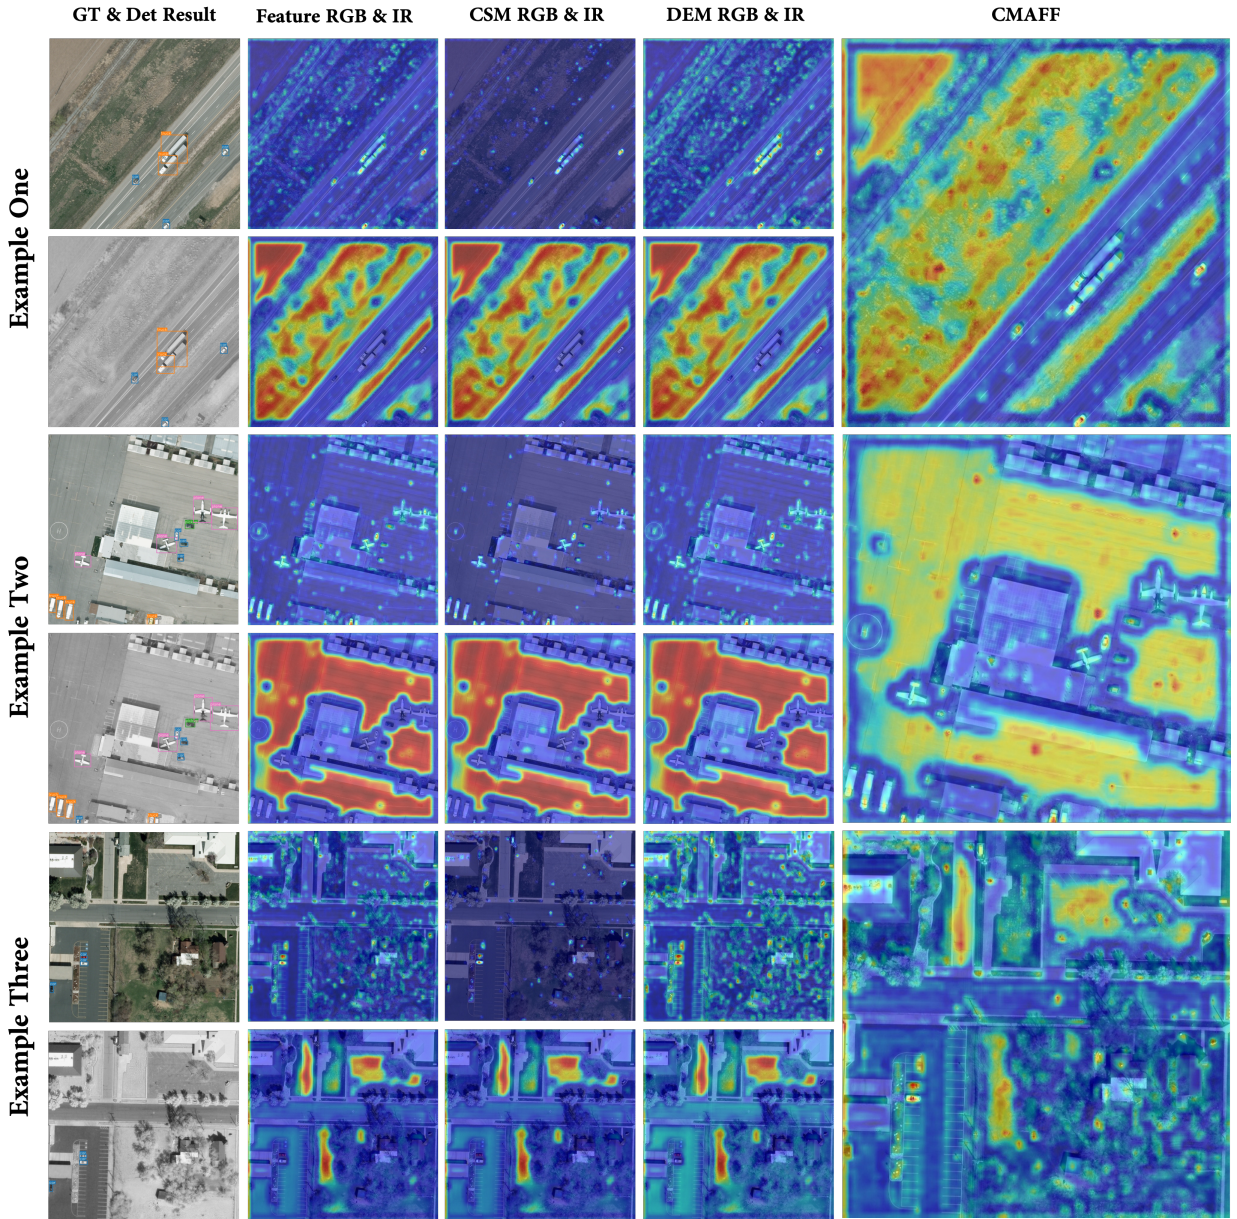 GT & Det Result
Feature RGB & IR
CSM RGB & IR
DEM RGB & IR
CMAFF
Example One
Example Two
Example Three